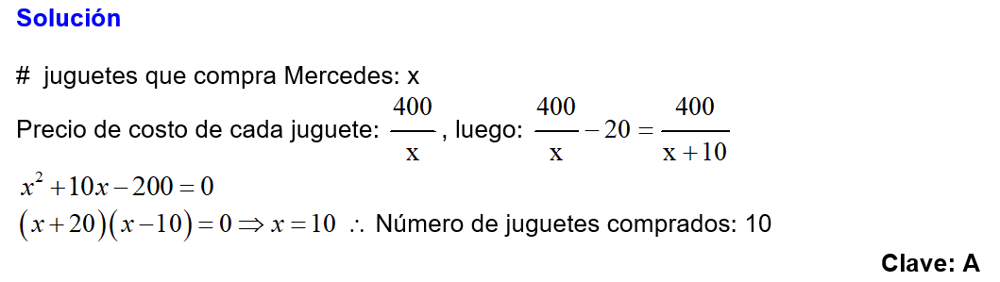 Solución
# juguetes que compra Mercedes: x
Precio de costo de cada juguete: 400/x , luego: 400/x − 20 = 400/(x + 10)
x² + 10x − 200 = 0
(x + 20)(x − 10) = 0 ⇒ x = 10 ∴ Número de juguetes comprados: 10
Clave: A